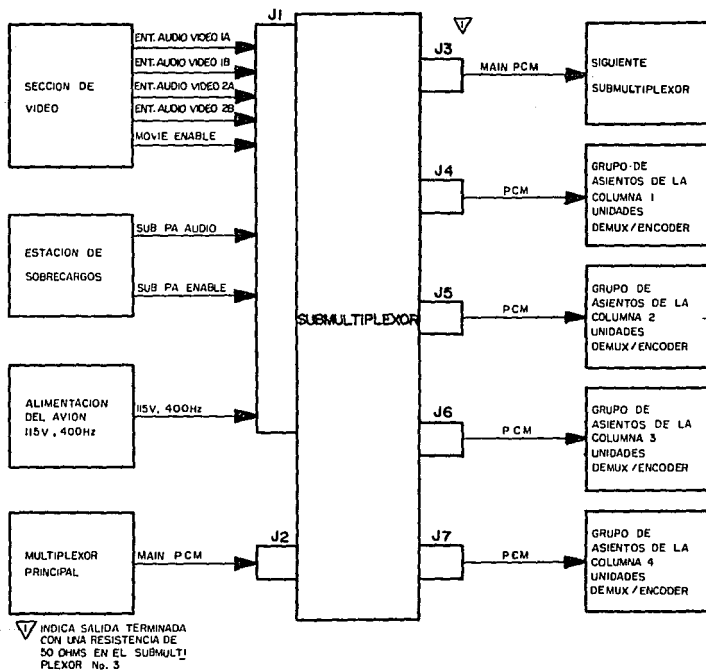 J1
ENT. AUDIO VIDEO 1A
ENT. AUDIO VIDEO 1B
ENT. AUDIO VIDEO 2A
ENT. AUDIO VIDEO 2B
MOVIE ENABLE
SECCION DE
VIDEO
SUB PA AUDIO
SUB PA ENABLE
ESTACION DE
SOBRECARGOS
ALIMENTACION
DEL AVION
115V, 400Hz
115V, 400Hz
MULTIPLEXOR
PRINCIPAL
MAIN PCM
J2
SUBMULTIPLEXOR
1
J3
MAIN PCM
SIGUIENTE
SUBMULTIPLEXOR
J4
PCM
GRUPO DE
ASIENTOS DE LA
COLUMNA 1
UNIDADES
DEMUX/ENCODER
J5
PCM
GRUPO DE
ASIENTOS DE LA
COLUMNA 2
UNIDADES
DEMUX/ENCODER
J6
PCM
GRUPO DE
ASIENTOS DE LA
COLUMNA 3
UNIDADES
DEMUX/ENCODER
J7
PCM
GRUPO DE
ASIENTOS DE LA
COLUMNA 4
UNIDADES
DEMUX/ENCODER
1 INDICA SALIDA TERMINADA
CON UNA RESISTENCIA DE
50 OHMS EN EL SUBMULTI
PLEXOR No. 3